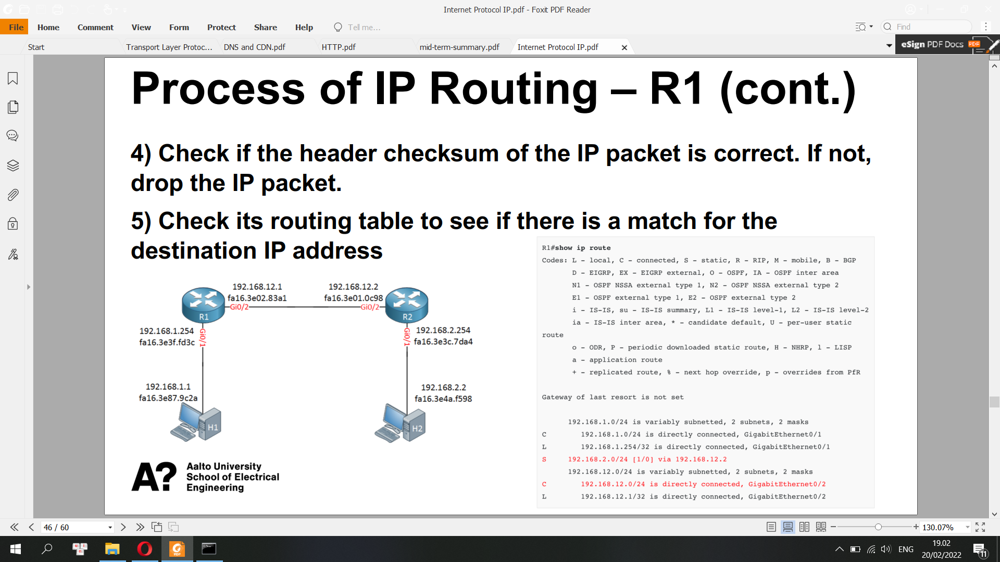 Internet Protocol IP.pdf - Foxit PDF Reader
File Home Comment View Form Protect Share Help Tell me... Find
Start Transport Layer Protoc... DNS and CDN.pdf HTTP.pdf mid-term-summary.pdf Internet Protocol IP.pdf eSign PDF Docs PDF
Process of IP Routing – R1 (cont.)
4) Check if the header checksum of the IP packet is correct. If not,
drop the IP packet.
5) Check its routing table to see if there is a match for the
destination IP address
192.168.12.1
fa16.3e02.83a1
Gi0/2
192.168.12.2
fa16.3e01.0c98
Gi0/2
R1
R2
192.168.1.254
fa16.3e3f.fd3c
Gi0/1
Gi0/1
192.168.2.254
fa16.3e3c.7da4
192.168.1.1
fa16.3e87.9c2a
H1
192.168.2.2
fa16.3e4a.f598
H2
Aalto University
School of Electrical
Engineering
A?
R1#show ip route
Codes: L - local, C - connected, S - static, R - RIP, M - mobile, B - BGP
D - EIGRP, EX - EIGRP external, O - OSPF, IA - OSPF inter area
N1 - OSPF NSSA external type 1, N2 - OSPF NSSA external type 2
E1 - OSPF external type 1, E2 - OSPF external type 2
i - IS-IS, su - IS-IS summary, L1 - IS-IS level-1, L2 - IS-IS level-2
ia - IS-IS inter area, * - candidate default, U - per-user static
route
o - ODR, P - periodic downloaded static route, H - NHRP, l - LISP
a - application route
+ - replicated route, % - next hop override, p - overrides from PfR
Gateway of last resort is not set
192.168.1.0/24 is variably subnetted, 2 subnets, 2 masks
C 192.168.1.0/24 is directly connected, GigabitEthernet0/1
L 192.168.1.254/32 is directly connected, GigabitEthernet0/1
S 192.168.2.0/24 [1/0] via 192.168.12.2
192.168.12.0/24 is variably subnetted, 2 subnets, 2 masks
C 192.168.12.0/24 is directly connected, GigabitEthernet0/2
L 192.168.12.1/32 is directly connected, GigabitEthernet0/2
46 / 60
130.07%
ENG
19.02
20/02/2022
11